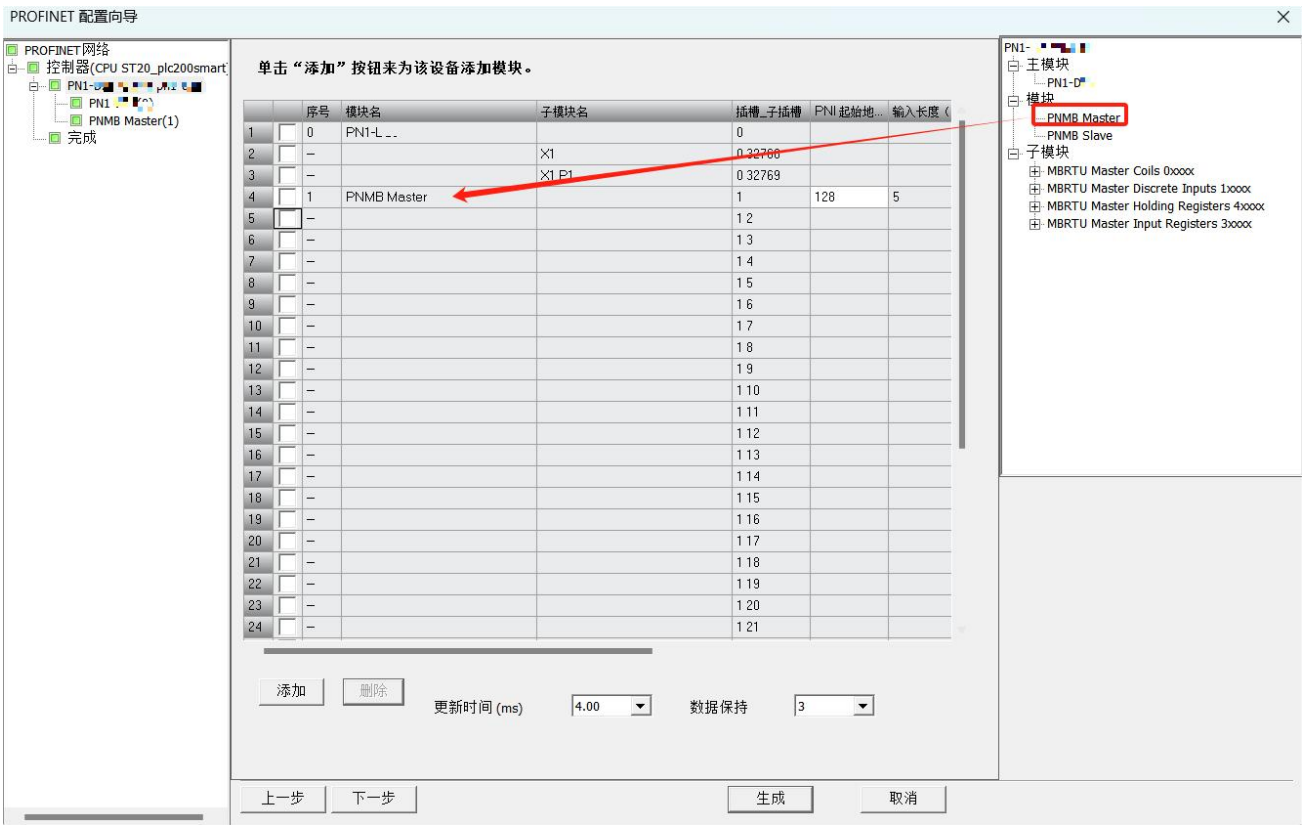 PROFINET 配置向导
PROFINET网络
控制器(CPU ST20_plc200smart
PN1-
PN1
PNMB Master(1)
完成
单击“添加”按钮来为该设备添加模块。
序号 模块名 子模块名 插槽_子插槽 PNI 起始地... 输入长度 (
1 0 PN1-L 0
2 – X1 0 32768
3 – X1 P1 0 32769
4 1 PNMB Master 1 128 5
5 – 1 2
6 – 1 3
7 – 1 4
8 – 1 5
9 – 1 6
10 – 1 7
11 – 1 8
12 – 1 9
13 – 1 10
14 – 1 11
15 – 1 12
16 – 1 13
17 – 1 14
18 – 1 15
19 – 1 16
20 – 1 17
21 – 1 18
22 – 1 19
23 – 1 20
24 – 1 21
添加 删除 更新时间 (ms) 4.00 数据保持 3
上一步 下一步 生成 取消
PN1-
主模块
PN1-D
模块
PNMB Master
PNMB Slave
子模块
MBRTU Master Coils 0xxxx
MBRTU Master Discrete Inputs 1xxxx
MBRTU Master Holding Registers 4xxxx
MBRTU Master Input Registers 3xxxx